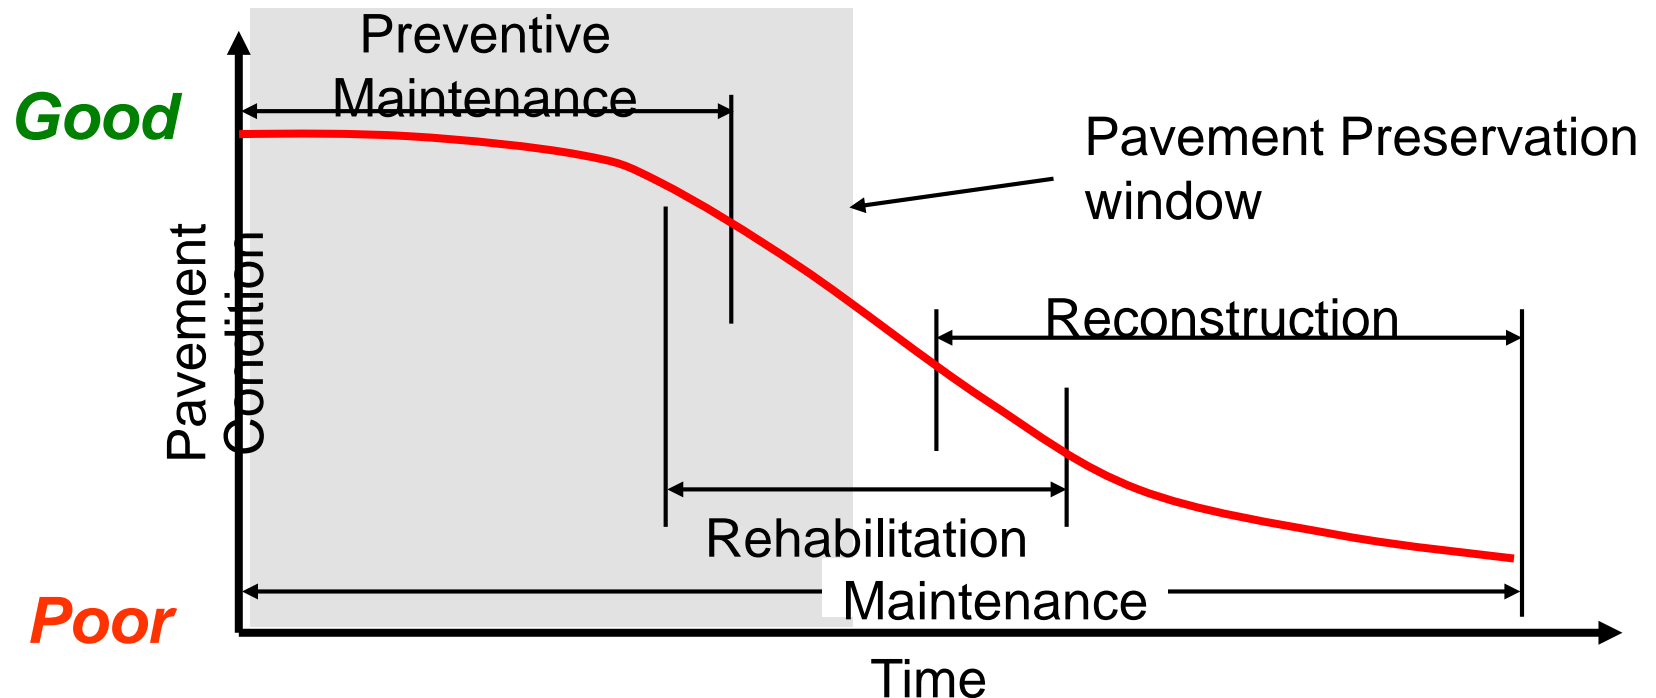 Preventive
Maintenance
Good
Pavement Preservation
window
Pavement
Condition
Reconstruction
Rehabilitation
Maintenance
Poor
Time